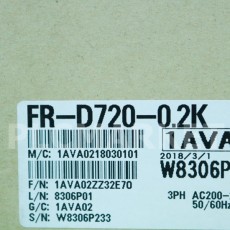 FR-D720-0.2K
1AVA
M/C: 1AVA0218030101
2018/3/1
W8306P
F/N: 1AVA02ZZ32E70
L/N: 8306P01
3PH AC200-
G/C: 1AVA02
50/60Hz
S/N: W8306P233